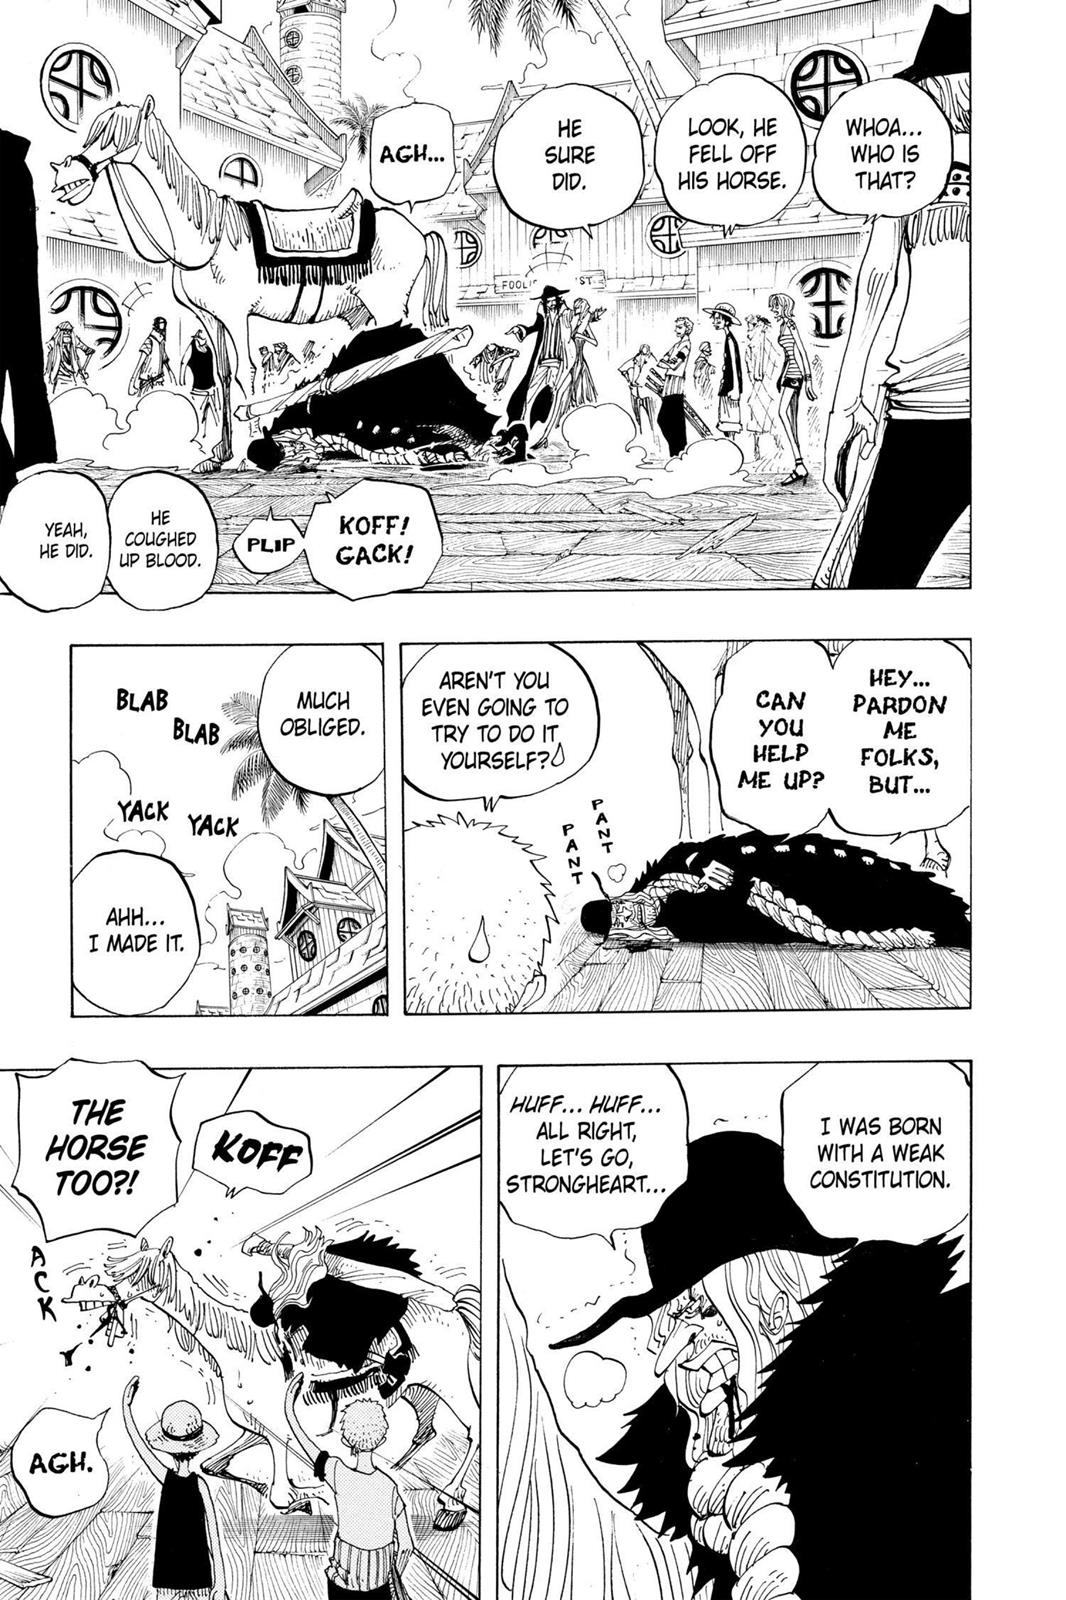 WHOA...
WHO IS
THAT?
LOOK, HE
FELL OFF
HIS HORSE.
HE
SURE
DID.
AGH...
KOFF!
GACK!
PLIP
HE
COUGHED
UP BLOOD.
YEAH,
HE DID.
HEY...
PARDON
ME
FOLKS,
BUT...
CAN
YOU
HELP
ME UP?
AREN'T YOU
EVEN GOING TO
TRY TO DO IT
YOURSELF?
PANT
PANT
MUCH
OBLIGED.
BLAB
BLAB
YACK
YACK
AHH...
I MADE IT.
I WAS BORN
WITH A WEAK
CONSTITUTION.
HUFF... HUFF...
ALL RIGHT,
LET'S GO,
STRONGHEART...
KOFF
THE
HORSE
TOO?!
ACK
AGH.